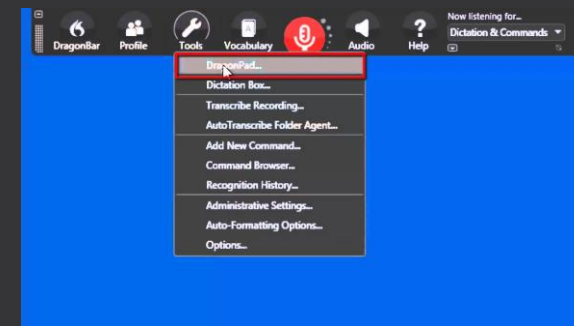 Now listening for...
DragonBar Profile Tools Vocabulary Audio Help Dictation & Commands
DragonPad...
Dictation Box...
Transcribe Recording...
AutoTranscribe Folder Agent...
Add New Command...
Command Browser...
Recognition History...
Administrative Settings...
Auto-Formatting Options...
Options...